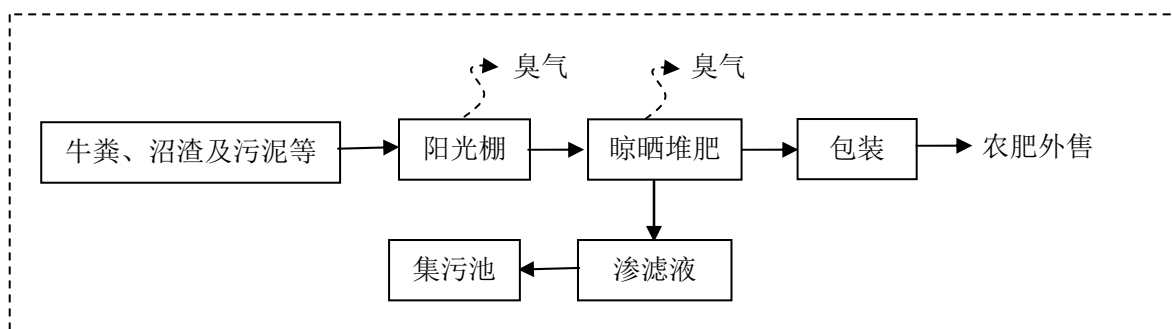 臭气
臭气
牛粪、沼渣及污泥等
阳光棚
晾晒堆肥
包装
农肥外售
集污池
渗滤液